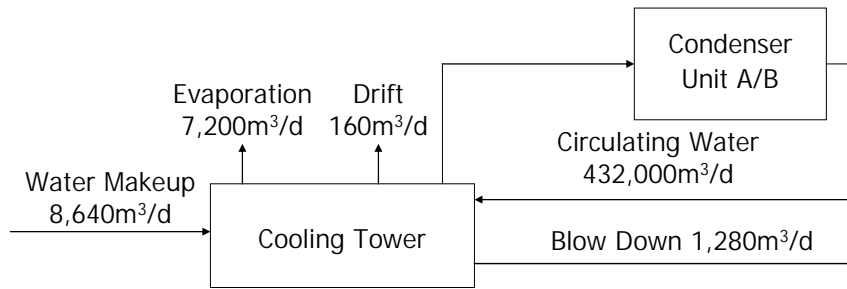 Condenser
Unit A/B
Evaporation
7,200m³/d
Drift
160m³/d
Circulating Water
432,000m³/d
Water Makeup
8,640m³/d
Cooling Tower
Blow Down 1,280m³/d